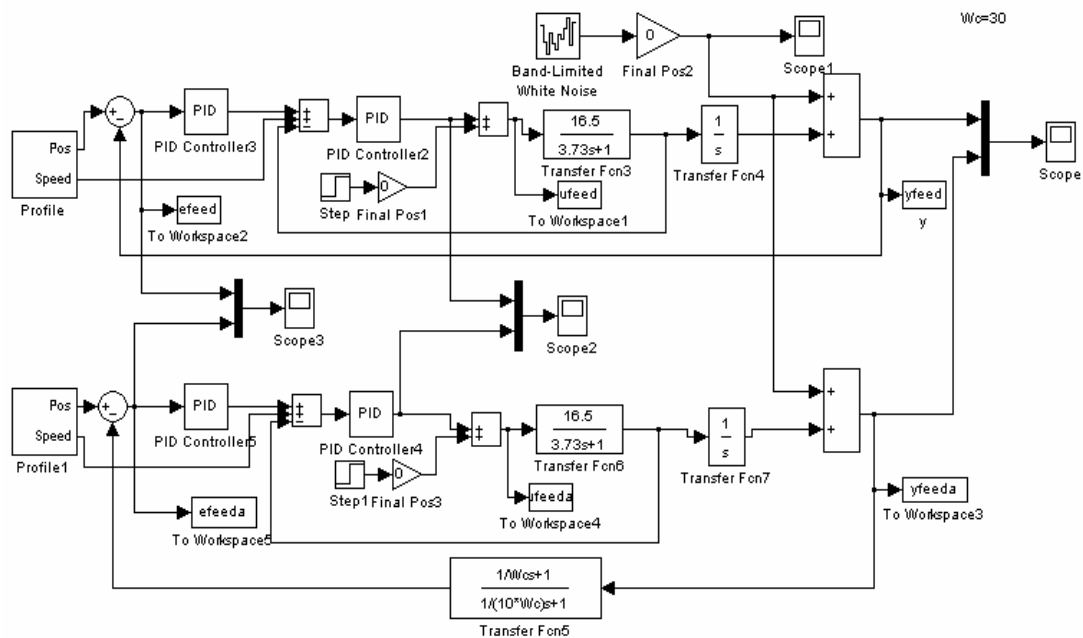 Wc=30
0
Band-Limited
White Noise
Final Pos2
Scope1
+
+
+
-
PID
PID Controller3
+
+
-
PID
PID Controller2
+
+
16.5
3.73s+1
Transfer Fcn3
1
s
Transfer Fcn4
Scope
Pos
Speed
Profile
efeed
To Workspace2
Step
0
Final Pos1
ufeed
To Workspace1
yfeed
y
Scope3
Scope2
Pos
Speed
Profile1
+
-
PID
PID Controller5
+
+
-
PID
PID Controller4
+
+
16.5
3.73s+1
Transfer Fcn6
1
s
Transfer Fcn7
+
+
Step1
0
Final Pos3
efeeda
To Workspace5
ufeeda
To Workspace4
yfeeda
To Workspace3
1/Wcs+1
1/(10*Wc)s+1
Transfer Fcn5